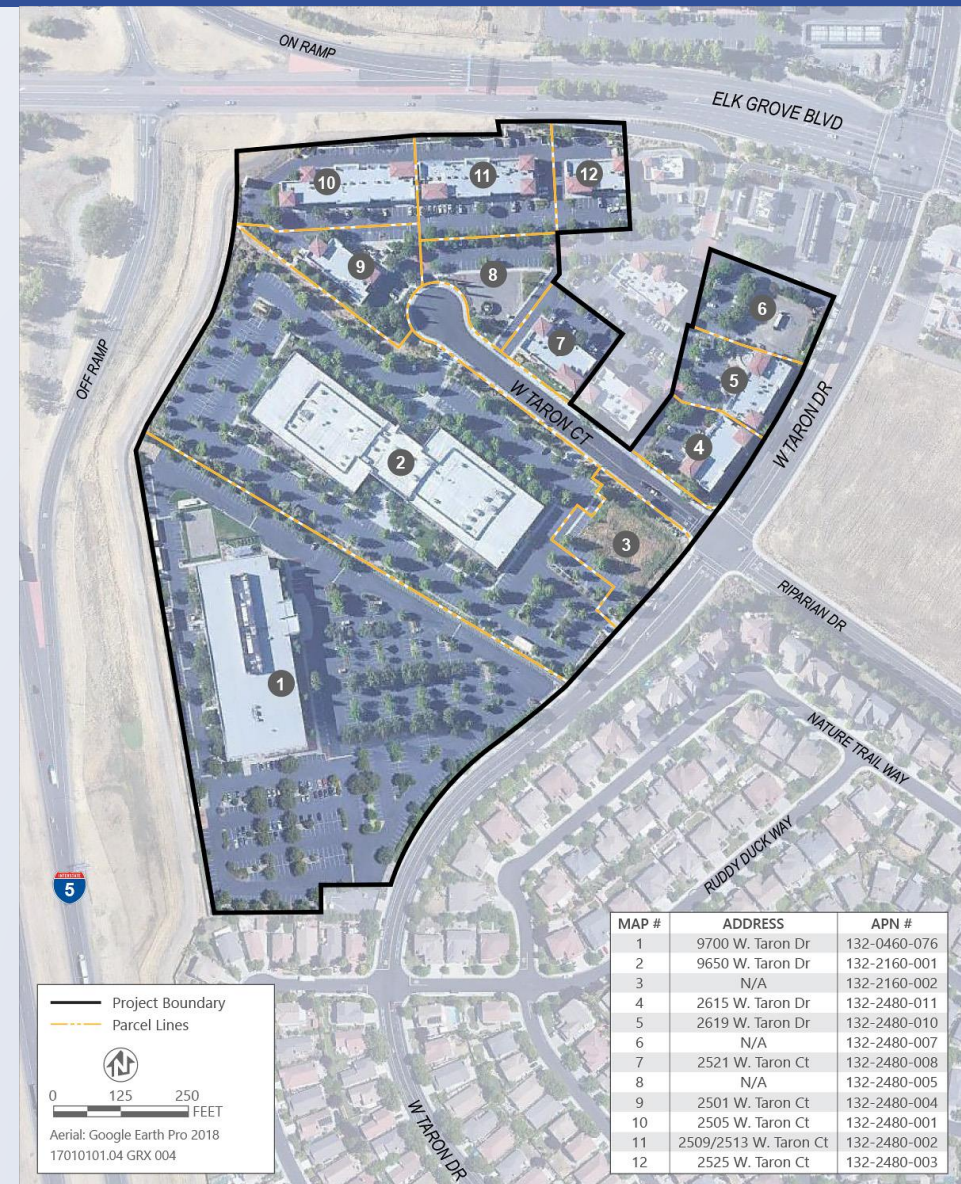 ON RAMP
ELK GROVE BLVD
10
11
12
9
8
6
7
5
OFF RAMP
W TARON CT
W TARON DR
4
2
3
RIPARIAN DR
1
NATURE TRAIL WAY
RUDDY DUCK WAY
INTERSTATE
5
W TARON DR
Project Boundary
Parcel Lines
N
0 125 250
FEET
Aerial: Google Earth Pro 2018
17010101.04 GRX 004
MAP # ADDRESS APN #
1 9700 W. Taron Dr 132-0460-076
2 9650 W. Taron Dr 132-2160-001
3 N/A 132-2160-002
4 2615 W. Taron Dr 132-2480-011
5 2619 W. Taron Dr 132-2480-010
6 N/A 132-2480-007
7 2521 W. Taron Ct 132-2480-008
8 N/A 132-2480-005
9 2501 W. Taron Ct 132-2480-004
10 2505 W. Taron Ct 132-2480-001
11 2509/2513 W. Taron Ct 132-2480-002
12 2525 W. Taron Ct 132-2480-003